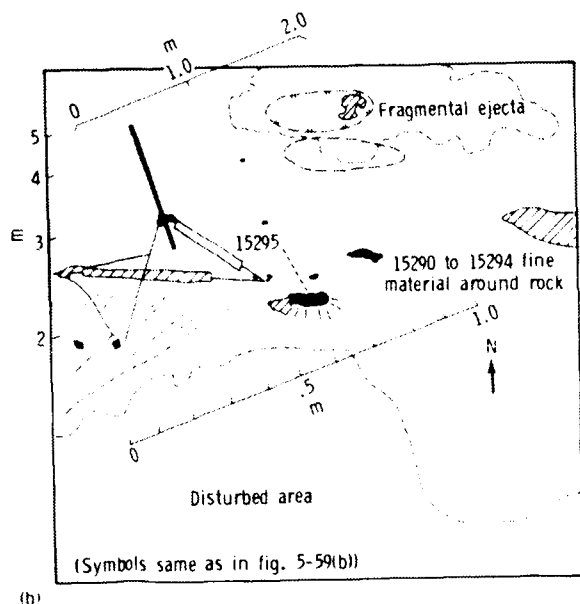 2.0
m
1.0
0
5
4
m
3
2
Fragmental ejecta
15295
15290 to 15294 fine
material around rock
1.0
.5
m
0
N
Disturbed area
(Symbols same as in fig. 5-59(b))
(b)